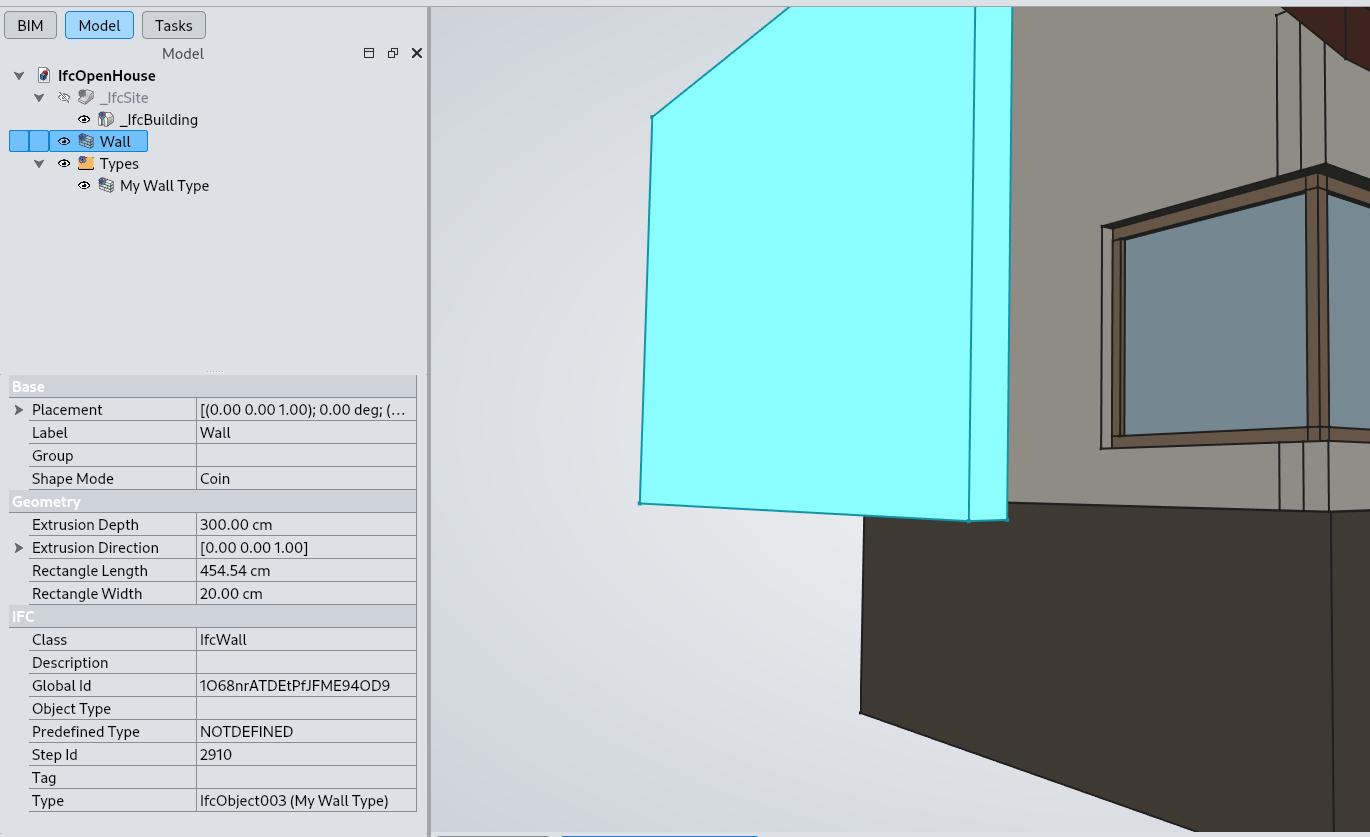 BIM Model Tasks
Model
IfcOpenHouse
_IfcSite
_IfcBuilding
Wall
Types
My Wall Type
Base
Placement [(0.00 0.00 1.00); 0.00 deg; (...
Label Wall
Group
Shape Mode Coin
Geometry
Extrusion Depth 300.00 cm
Extrusion Direction [0.00 0.00 1.00]
Rectangle Length 454.54 cm
Rectangle Width 20.00 cm
IFC
Class IfcWall
Description
Global Id 1O68nrATDEtPfJFME94OD9
Object Type
Predefined Type NOTDEFINED
Step Id 2910
Tag
Type IfcObject003 (My Wall Type)